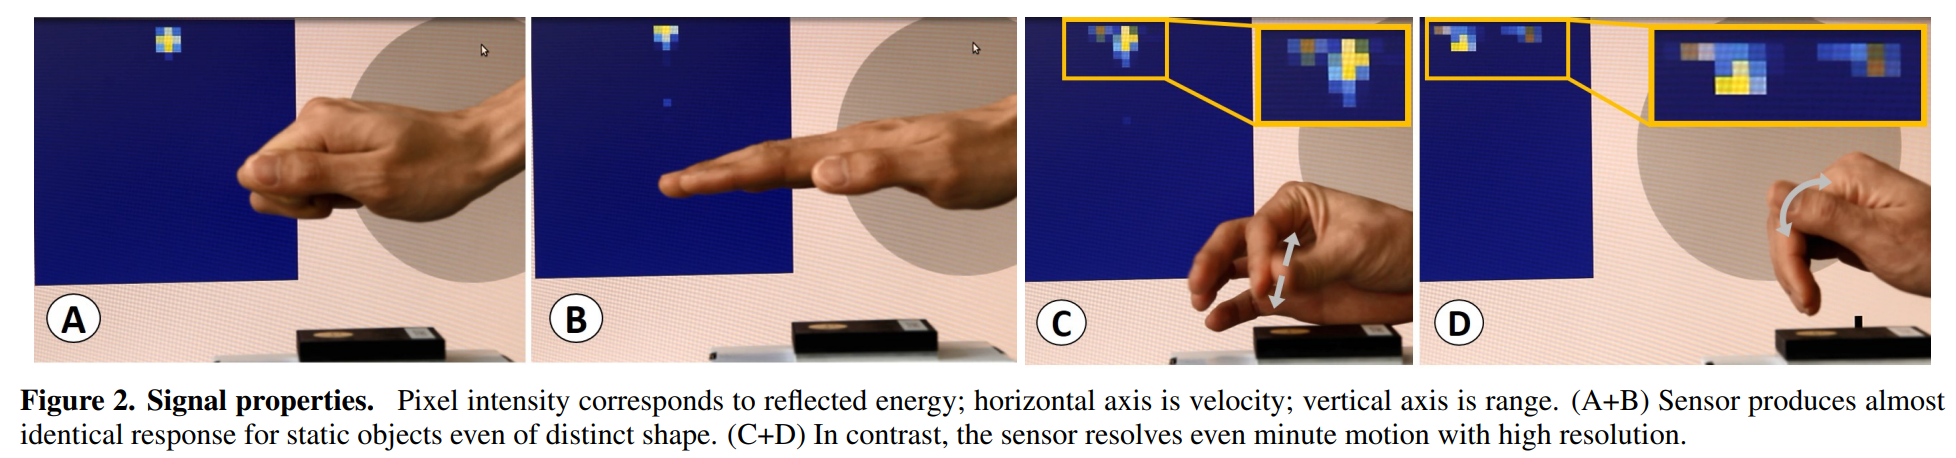 A
B
C
D
Figure 2. Signal properties. Pixel intensity corresponds to reflected energy; horizontal axis is velocity; vertical axis is range. (A+B) Sensor produces almost
identical response for static objects even of distinct shape. (C+D) In contrast, the sensor resolves even minute motion with high resolution.